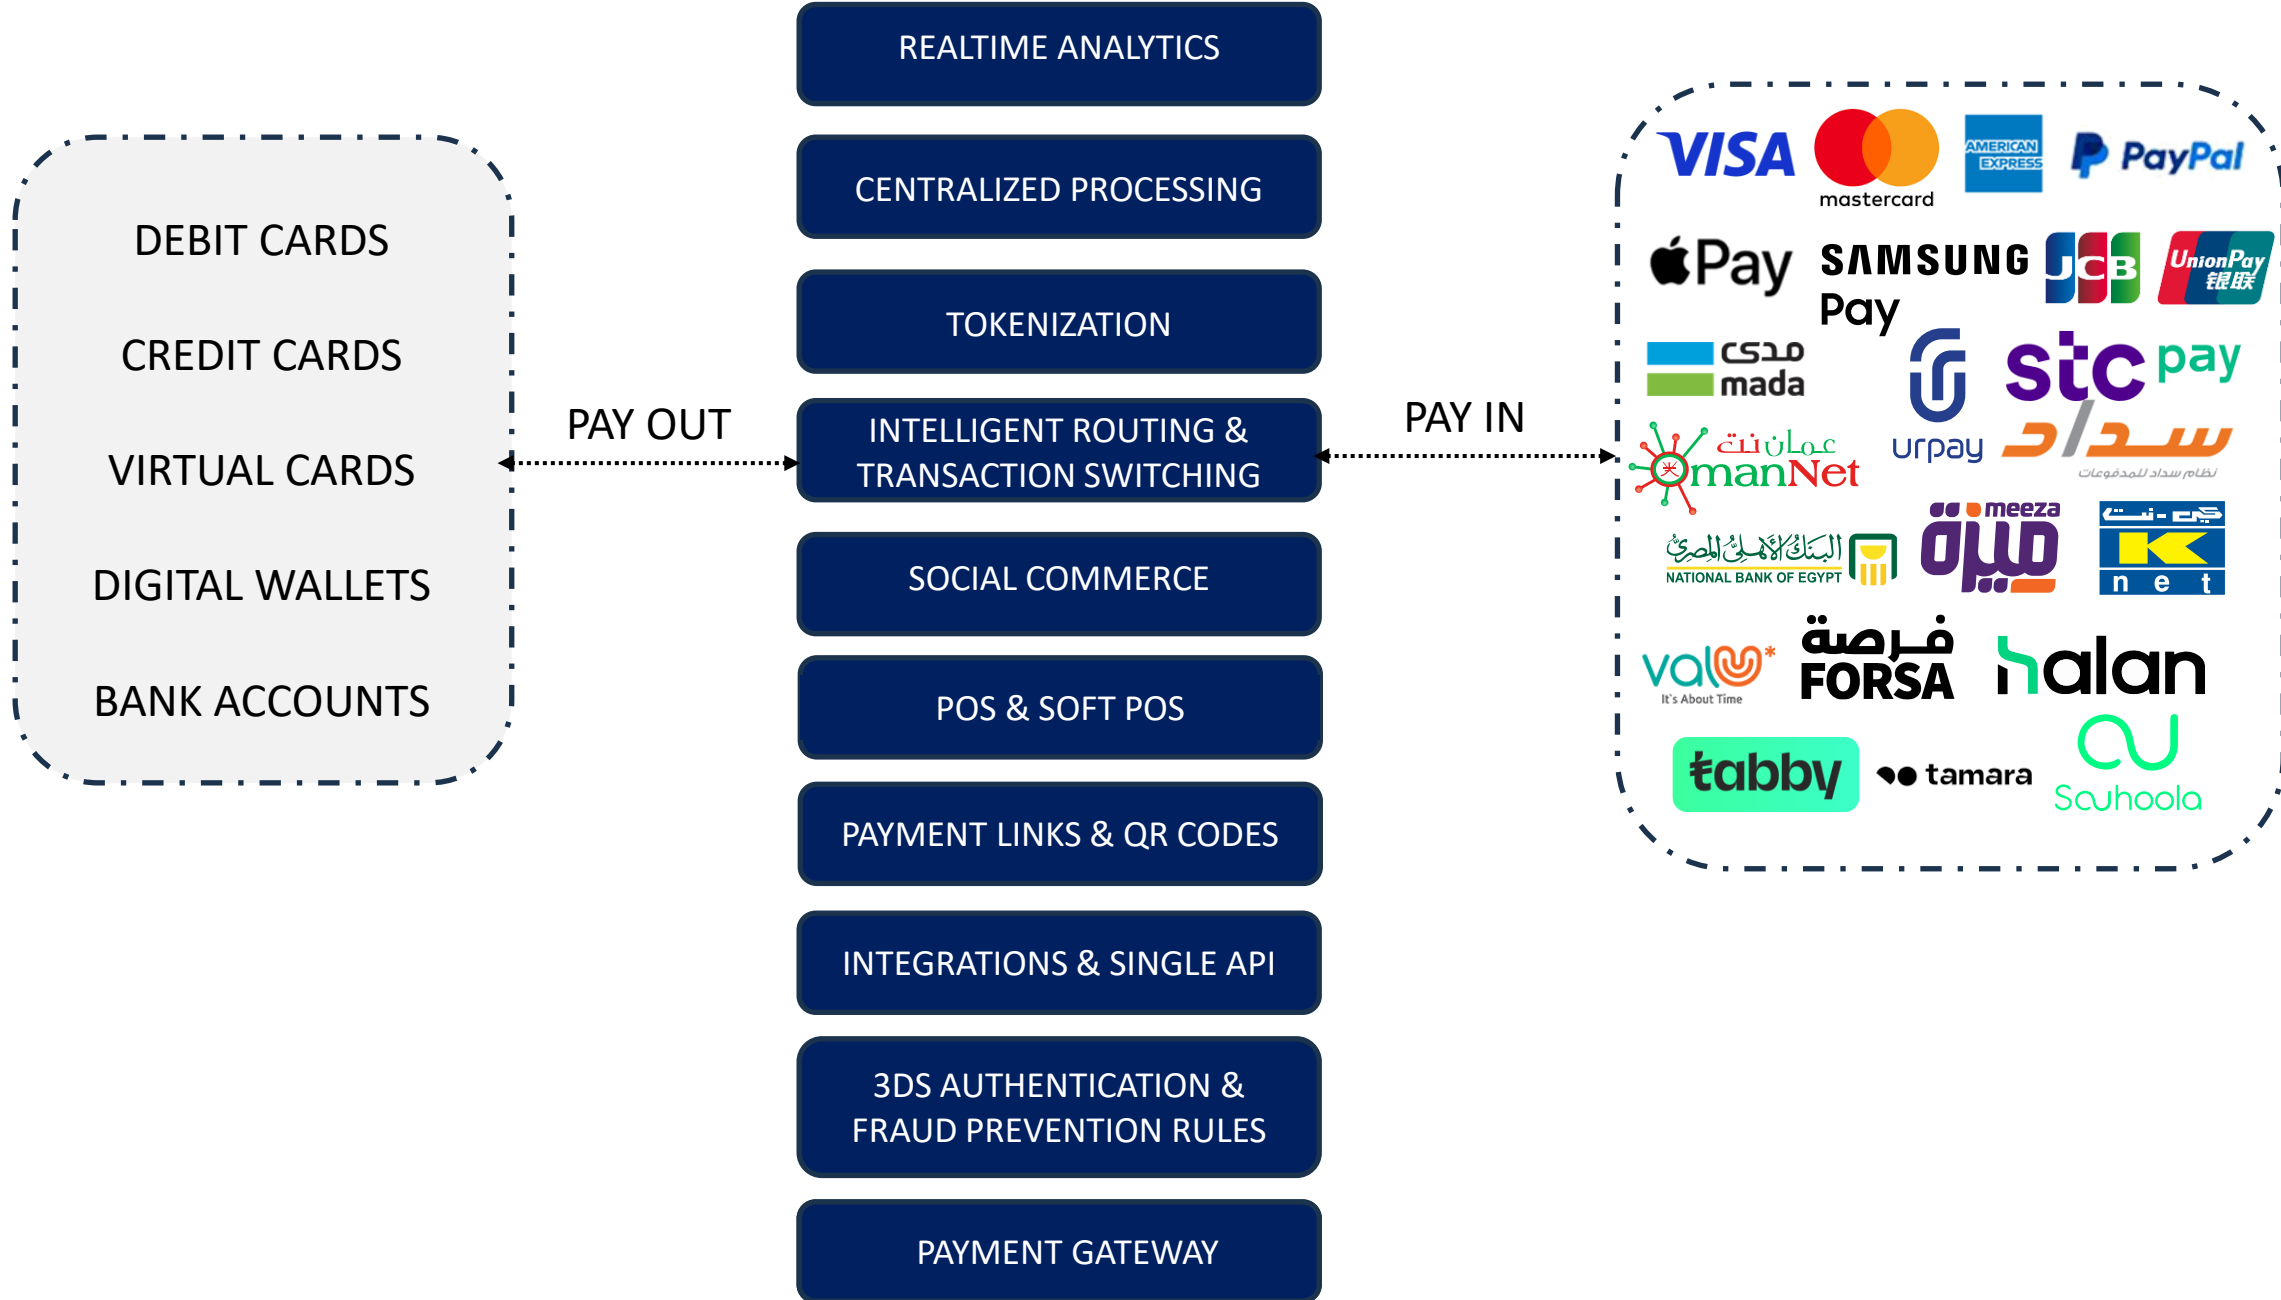 DEBIT CARDS
CREDIT CARDS
VIRTUAL CARDS
DIGITAL WALLETS
BANK ACCOUNTS
PAY OUT
REALTIME ANALYTICS
CENTRALIZED PROCESSING
TOKENIZATION
INTELLIGENT ROUTING &
TRANSACTION SWITCHING
SOCIAL COMMERCE
POS & SOFT POS
PAYMENT LINKS & QR CODES
INTEGRATIONS & SINGLE API
3DS AUTHENTICATION &
FRAUD PREVENTION RULES
PAYMENT GATEWAY
PAY IN
VISA
mastercard
AMERICAN
EXPRESS
PayPal
Pay
SAMSUNG
Pay
JCB
UnionPay
银联
مدى
mada
urpay
stc pay
سداد
نظام سداد للمدفوعات
عمان نت
OmanNet
البنك الأهلي المصري
NATIONAL BANK OF EGYPT
meeza
ميزة
كي-نت
K
net
valU*
It's About Time
فرصة
FORSA
halan
tabby
tamara
Souhoola